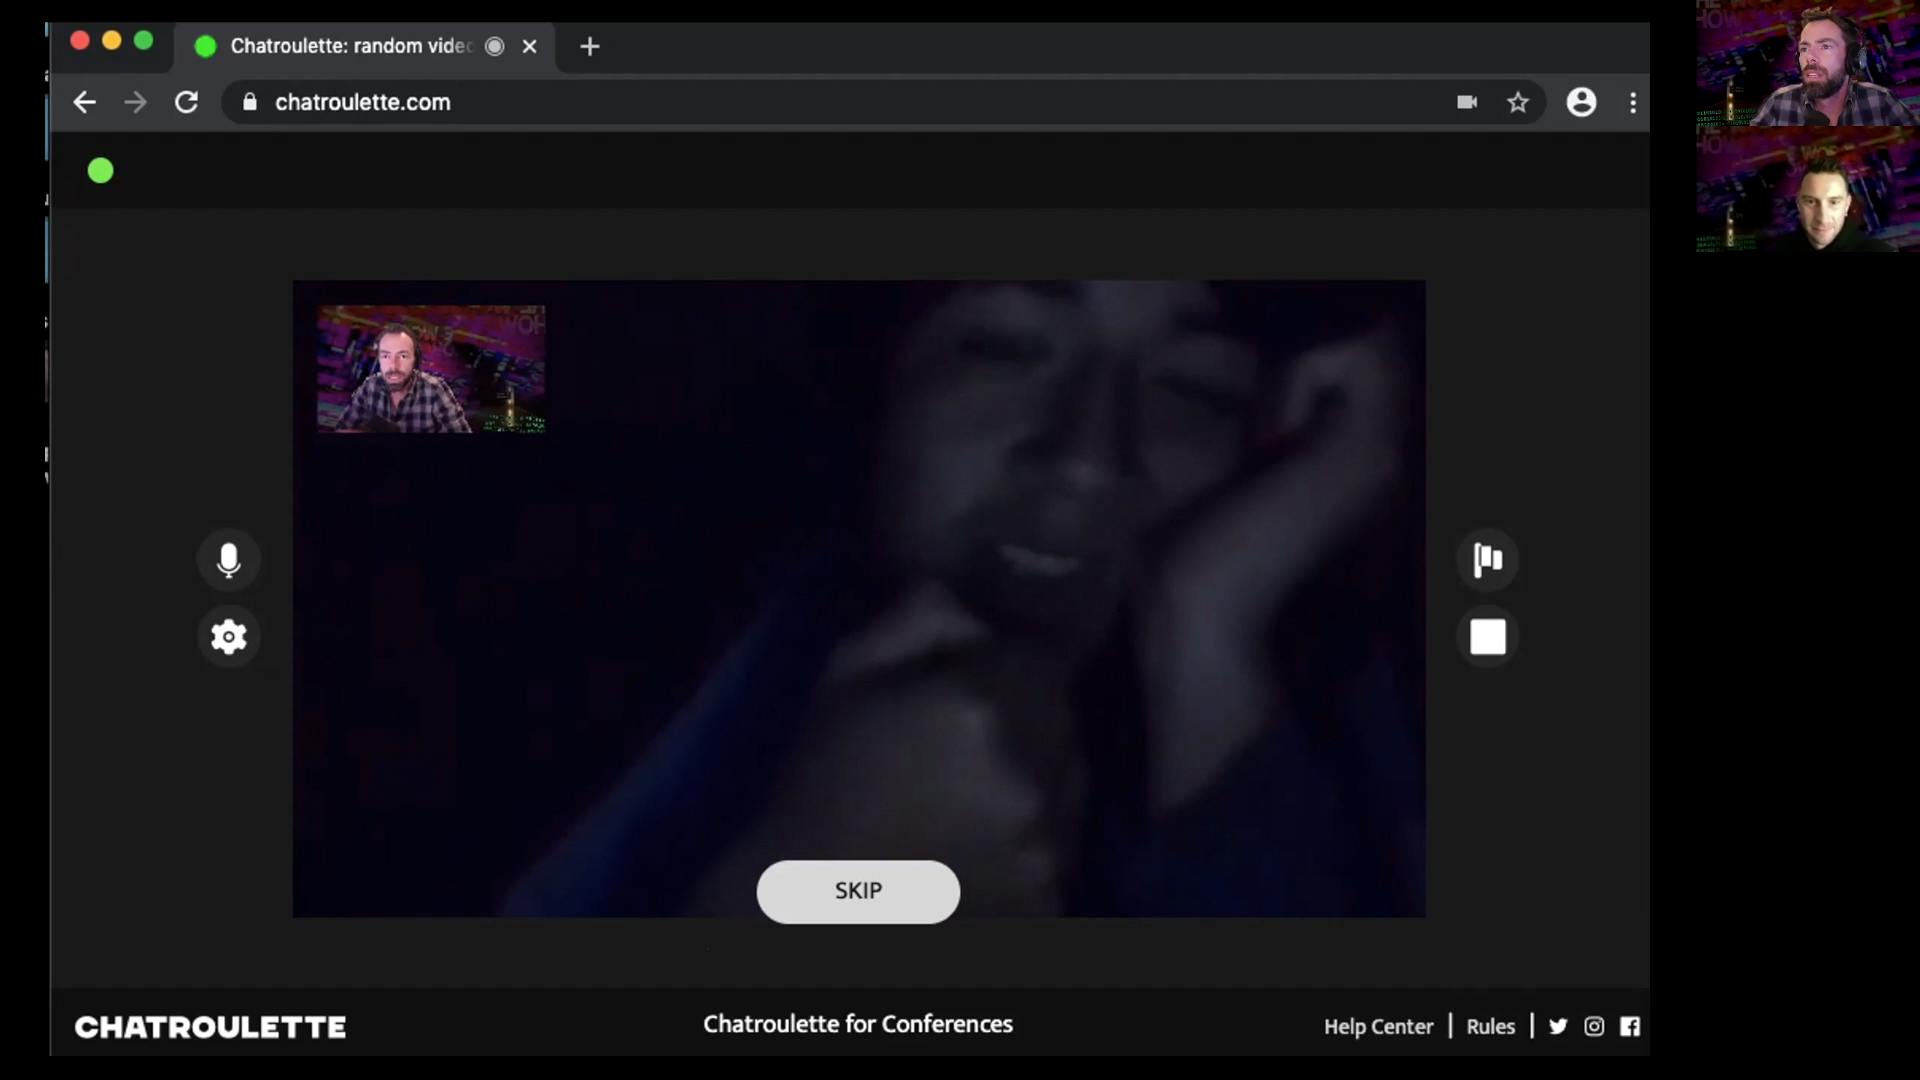 Chatroulette: random vide
chatroulette.com
SKIP
CHATROULETTE
Chatroulette for Conferences
Help Center | Rules |